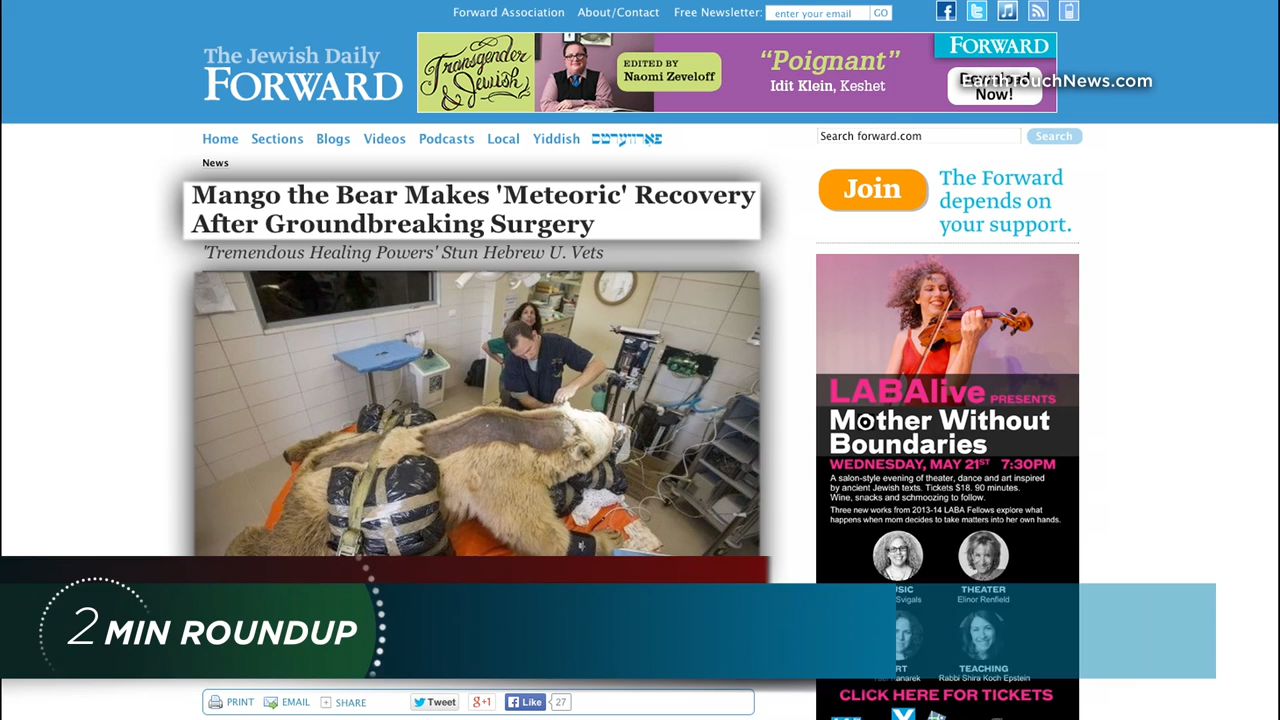 Forward Association About/Contact Free Newsletter: enter your email GO
The Jewish Daily
FORWARD
Transgender
& Jewish
EDITED BY
Naomi Zeveloff
"Poignant"
Idit Klein, Keshet
FORWARD
Now!
EarthTouchNews.com
Home Sections Blogs Videos Podcasts Local Yiddish פֿאָרווערטס
Search forward.com Search
News
Mango the Bear Makes 'Meteoric' Recovery
After Groundbreaking Surgery
'Tremendous Healing Powers' Stun Hebrew U. Vets
Join
The Forward
depends on
your support.
LABAlive PRESENTS
Mother Without
Boundaries
WEDNESDAY, MAY 21ST 7:30PM
A salon-style evening of theater, dance and art inspired
by ancient Jewish texts. Tickets $18. 90 minutes.
Wine, snacks and schmoozing to follow.
Three new works from 2013-14 LABA Fellows explore what
happens when mom decides to take matters into her own hands.
THEATER
Svigals Elinor Renfield
TEACHING
Rabbi Shira Koch Epstein
CLICK HERE FOR TICKETS
2 MIN ROUNDUP
PRINT EMAIL SHARE Tweet g+1 Like 27